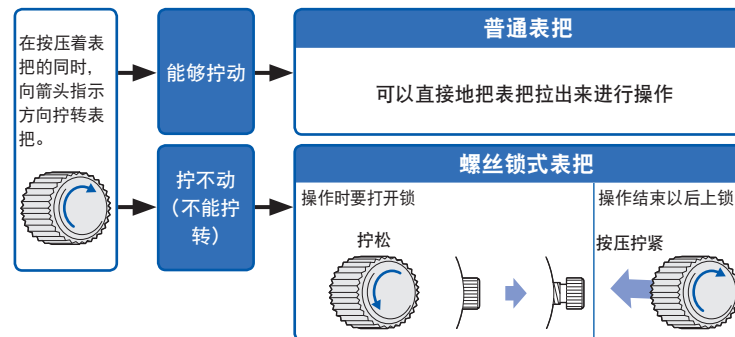 在按压着表
把的同时,
向箭头指示
方向拧转表
把。
能够拧动
普通表把
可以直接地把表把拉出来进行操作
拧不动
（不能拧
转）
螺丝锁式表把
操作时要打开锁
拧松
操作结束以后上锁
按压拧紧